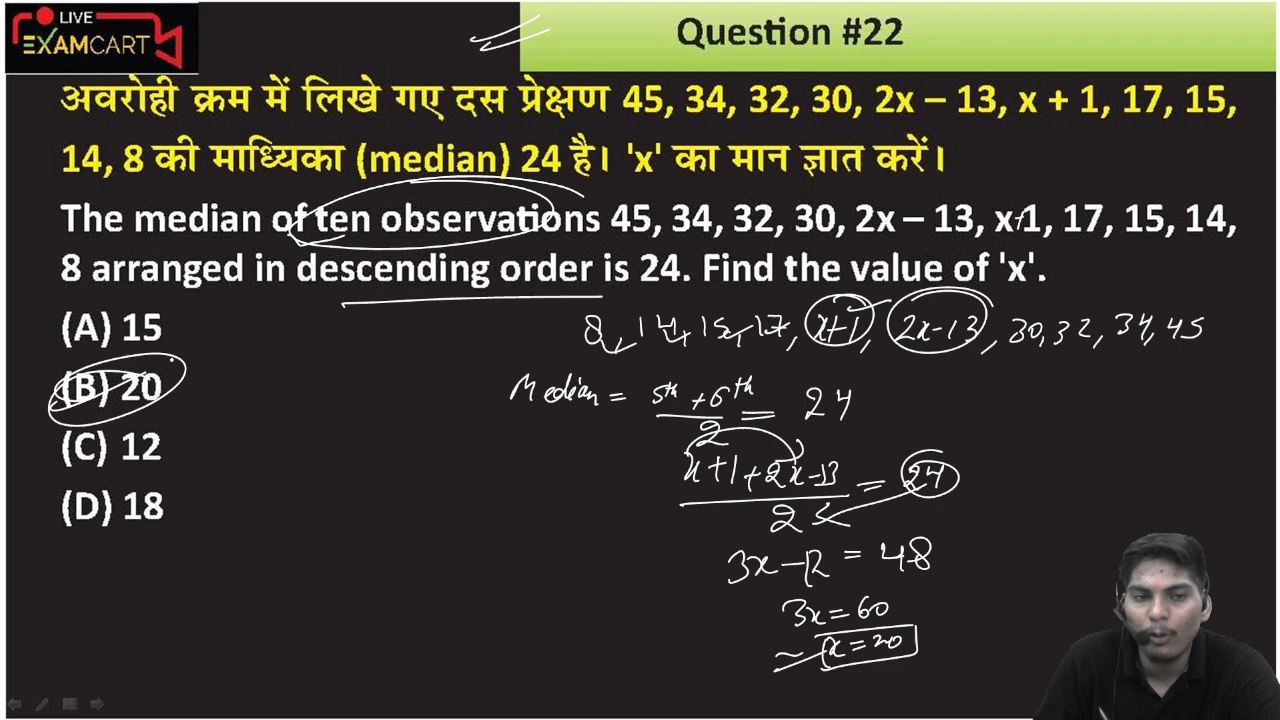 LIVE
EXAMCART
Question #22
अवरोही क्रम में लिखे गए दस प्रेक्षण 45, 34, 32, 30, 2x – 13, x + 1, 17, 15,
14, 8 की माध्यिका (median) 24 है। 'x' का मान ज्ञात करें।
The median of ten observations 45, 34, 32, 30, 2x – 13, x+1, 17, 15, 14,
8 arranged in descending order is 24. Find the value of 'x'.
(A) 15
(B) 20
(C) 12
(D) 18
8, 14, 15, 17, x+1, 2x-13, 30, 32, 34, 45
Median = 5th + 6th / 2 = 24
x+1+2x-13 / 2 = 24
3x-12 = 48
3x = 60
x = 20